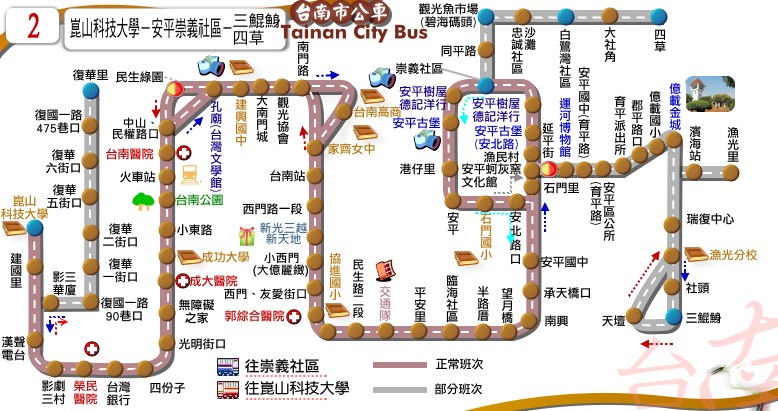 2
崑山科技大學－安平崇義社區－三鯤鯓
四草
台南市公車
Tainan City Bus
復華里
民生綠園
復國一路
475巷口
復華
六街口
復華
五街口
復華
二街口
復華
一街口
復國一路
90巷口
影三
華廈
崑山
科技大學
建國里
漢聲
電台
影劇
三村
榮民
醫院
台灣
銀行
四份子
光明街口
無障礙
之家
成大醫院
成功大學
小東路
台南公園
火車站
台南醫院
中山、
民權路口
孔廟(台灣文學館)
建興國中
大南門城
觀光協會
南門路
台南高商
家齊女中
台南站
西門路一段
新光三越
新天地
小西門
(大億麗緻)
西門、友愛街口
郭綜合醫院
協進國小
民生路二段
交通隊
平安里
臨海社區
半路厝
望月橋
南興
承天橋口
安平國中
安北路口
石門國小
安平
港仔里
安平古堡
安平樹屋
德記洋行
崇義社區
同平路
觀光魚市場
(碧海碼頭)
沙灘
忠誠社區
白鷺灣社區
大社角
四草
安平樹屋
德記洋行
安平古堡
(安北路)
漁民村
安平蚵灰窯
文化館
延平街
石門里
運河博物館
安平國中(育平路)
安平區公所
(育平路)
育平派出所
郡平路口
億載國小
億載金城
濱海站
漁光里
瑞復中心
漁光分校
社頭
三鯤鯓
天壇
往崇義社區
往崑山科技大學
正常班次
部分班次
台南